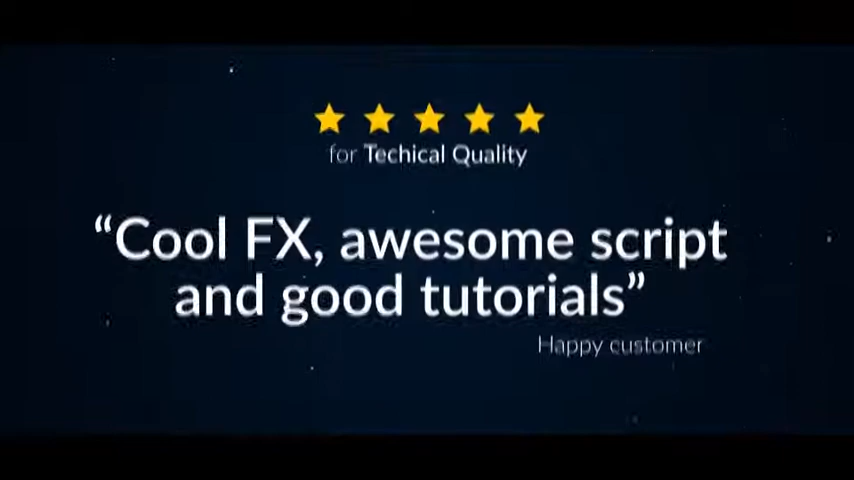 for Techical Quality
“Cool FX, awesome script
and good tutorials”
Happy customer